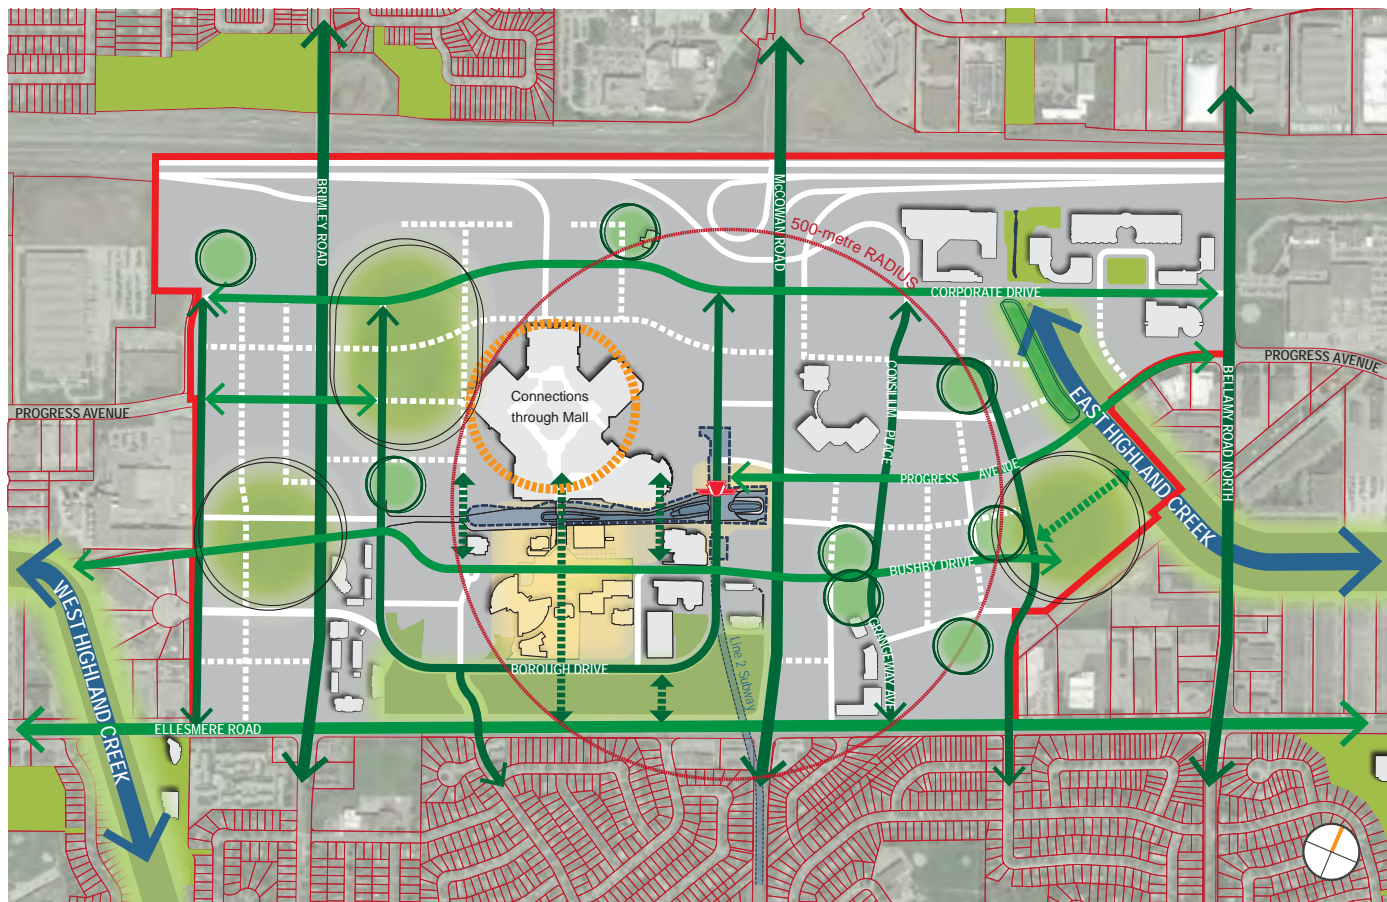 BRIMLEY ROAD
McCOWAN ROAD
500-metre RADIUS
CORPORATE DRIVE
PROGRESS AVENUE
PROGRESS AVENUE
Connections
through Mall
CONSILIUM PLACE
EAST HIGHLAND CREEK
BELLAMY ROAD NORTH
PROGRESS AVENUE
BUSHBY DRIVE
WEST HIGHLAND CREEK
GRANGEWAY AVE
Line 2 Subway
BOROUGH DRIVE
ELLESMERE ROAD